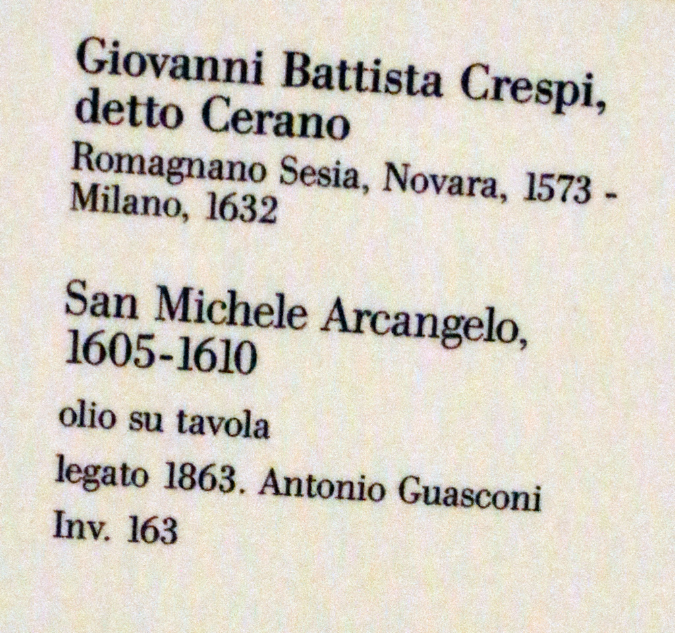 Giovanni Battista Crespi,
detto Cerano
Romagnano Sesia, Novara, 1573 -
Milano, 1632
San Michele Arcangelo,
1605-1610
olio su tavola
legato 1863. Antonio Guasconi
Inv. 163